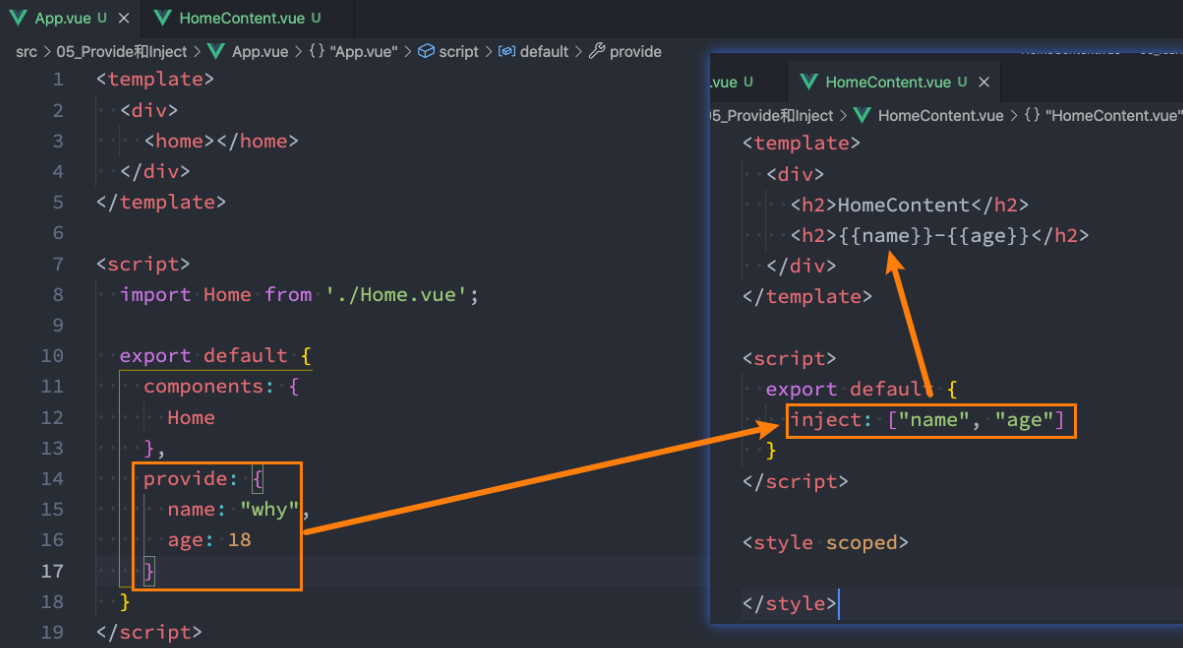 App.vue U
HomeContent.vue U
src > 05_Provide和Inject > App.vue > {} "App.vue" > script > default > provide
1 <template>
2 <div>
3 <home></home>
4 </div>
5 </template>
6
7 <script>
8 import Home from './Home.vue';
9
10 export default {
11 components: {
12 Home
13 },
14 provide: {
15 name: "why",
16 age: 18
17 }
18 }
19 </script>
.vue U
HomeContent.vue U
05_Provide和Inject > HomeContent.vue > {} "HomeContent.vue"
<template>
<div>
<h2>HomeContent</h2>
<h2>{{name}}-{{age}}</h2>
</div>
</template>
<script>
export default {
inject: ["name", "age"]
}
</script>
<style scoped>
</style>